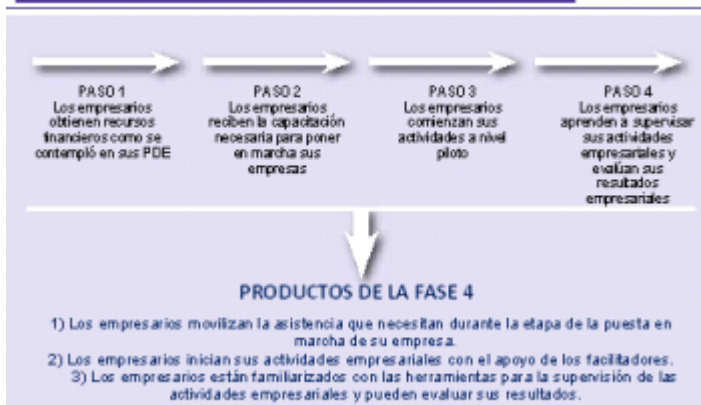 PASO 1
Los empresarios
obtienen recursos
financieros como se
contempló en sus PDE
PASO 2
Los empresarios
reciben la capacitación
necesaria para poner
en marcha sus
empresas
PASO 3
Los empresarios
comienzan sus
actividades a nivel
piloto
PASO 4
Los empresarios
aprenden a supervisar
sus actividades
empresariales y
evalúan sus
resultados
empresariales
PRODUCTOS DE LA FASE 4
1) Los empresarios movilizan la asistencia que necesitan durante la etapa de la puesta en
marcha de su empresa.
2) Los empresarios inician sus actividades empresariales con el apoyo de los facilitadores.
3) Los empresarios están familiarizados con las herramientas para la supervisión de las
actividades empresariales y pueden evaluar sus resultados.